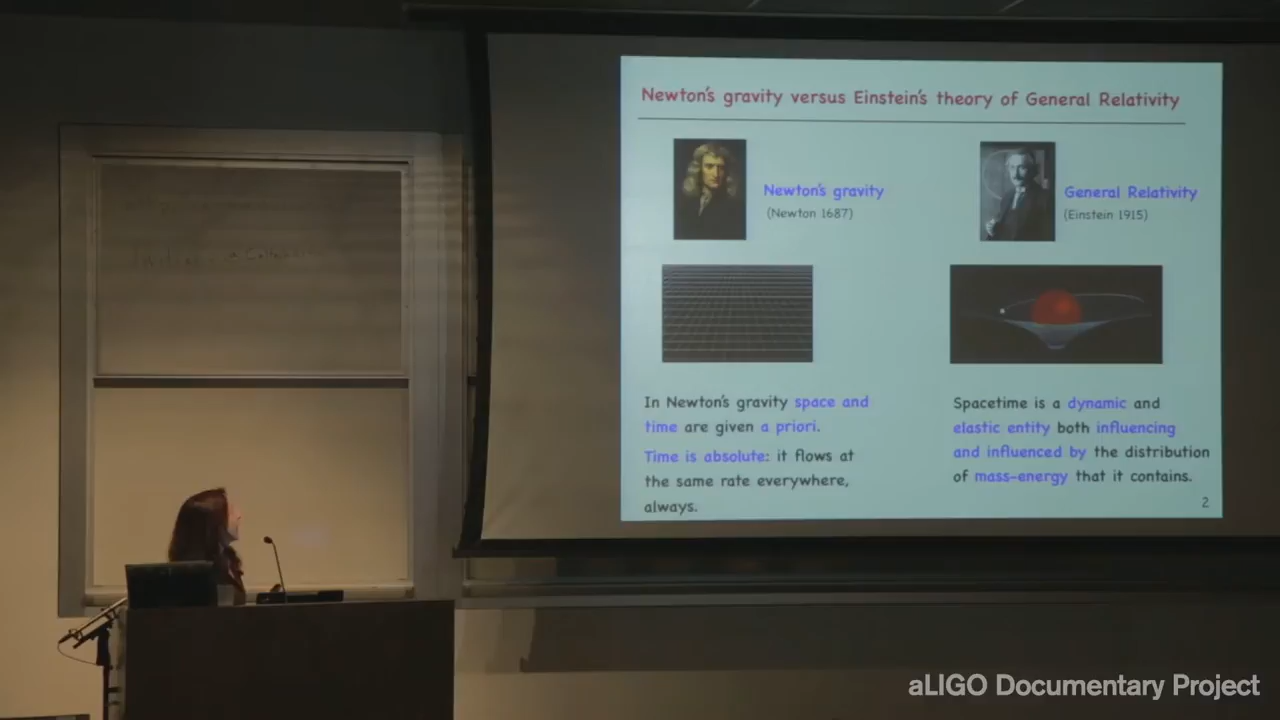 Newton's gravity versus Einstein's theory of General Relativity
Newton's gravity
(Newton 1687)
General Relativity
(Einstein 1915)
In Newton's gravity space and
time are given a priori.
Time is absolute: it flows at
the same rate everywhere,
always.
Spacetime is a dynamic and
elastic entity both influencing
and influenced by the distribution
of mass-energy that it contains.
2
aLIGO Documentary Project